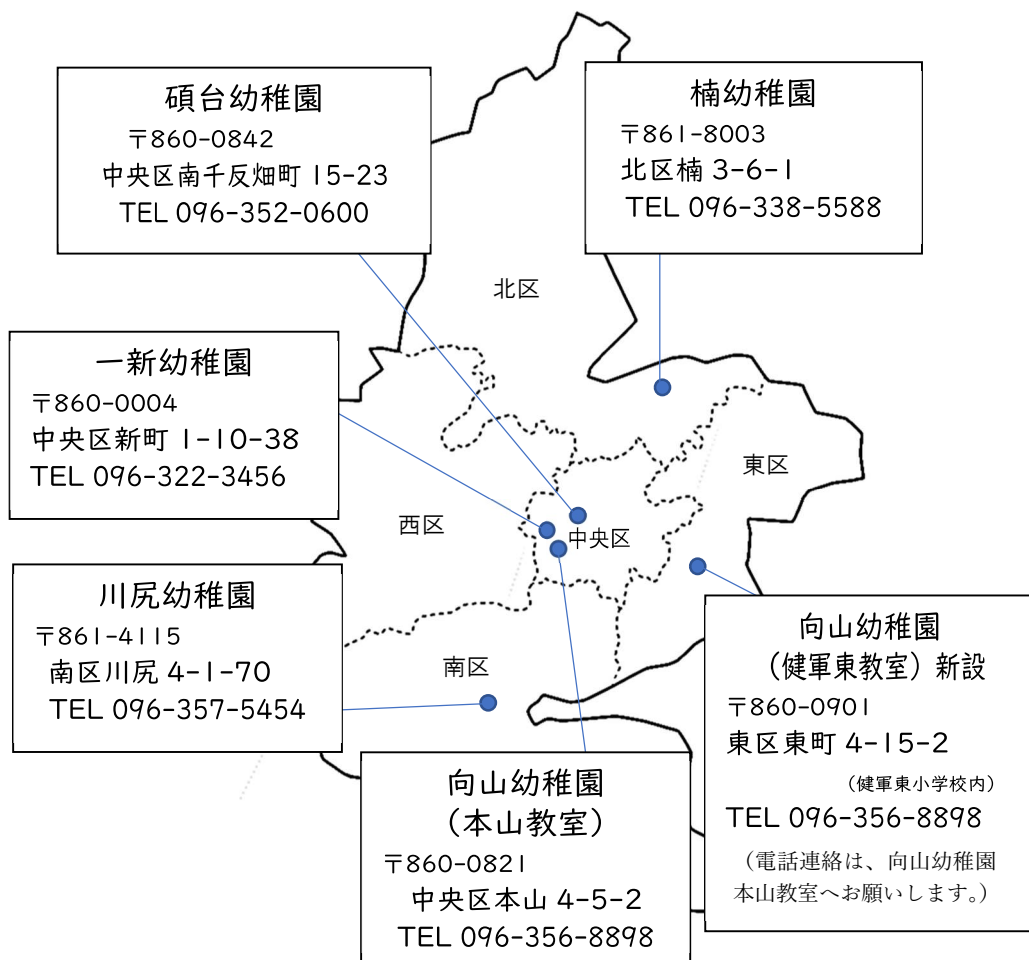 碩台幼稚園
〒860-0842
中央区南千反畑町 15-23
TEL 096-352-0600
楠幼稚園
〒861-8003
北区楠 3-6-1
TEL 096-338-5588
北区
一新幼稚園
〒860-0004
中央区新町 1-10-38
TEL 096-322-3456
東区
西区
中央区
川尻幼稚園
〒861-4115
南区川尻 4-1-70
TEL 096-357-5454
南区
向山幼稚園
（健軍東教室）新設
〒860-0901
東区東町 4-15-2
（健軍東小学校内）
TEL 096-356-8898
（電話連絡は、向山幼稚園
本山教室へお願いします。）
向山幼稚園
（本山教室）
〒860-0821
中央区本山 4-5-2
TEL 096-356-8898